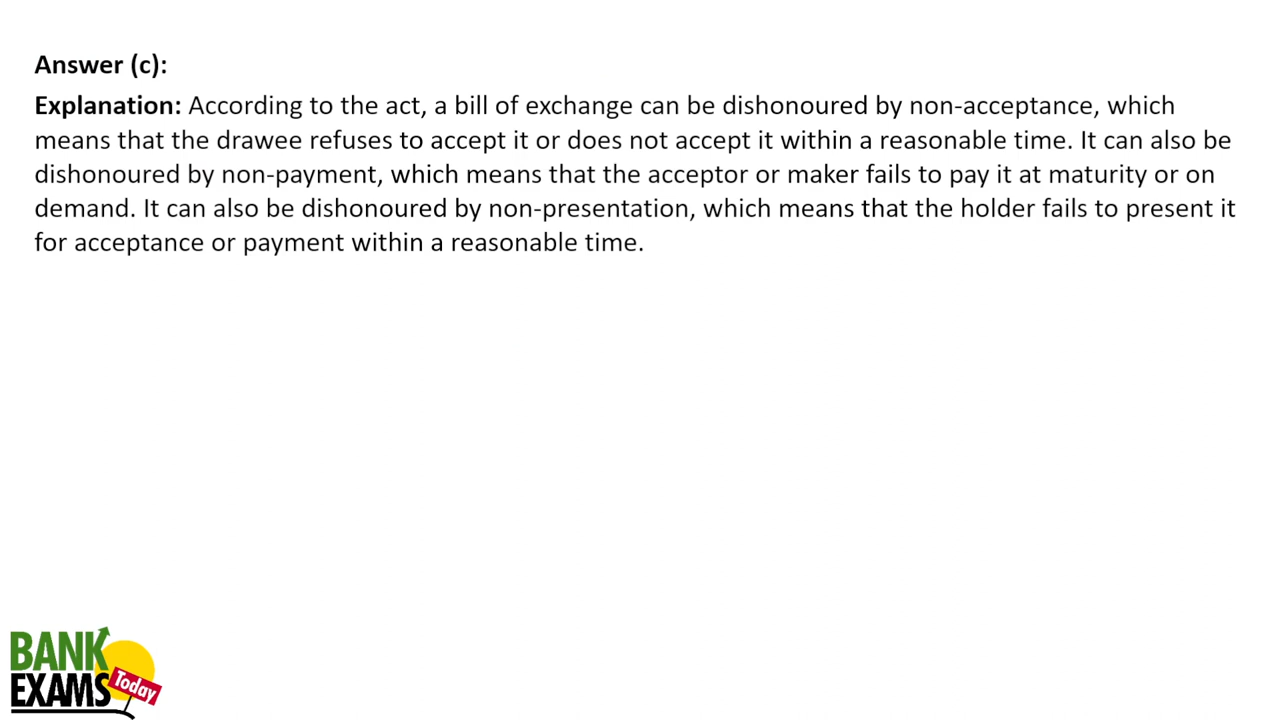 Answer (c):
Explanation: According to the act, a bill of exchange can be dishonoured by non-acceptance, which
means that the drawee refuses to accept it or does not accept it within a reasonable time. It can also be
dishonoured by non-payment, which means that the acceptor or maker fails to pay it at maturity or on
demand. It can also be dishonoured by non-presentation, which means that the holder fails to present it
for acceptance or payment within a reasonable time.
BANK
EXAMS
Today